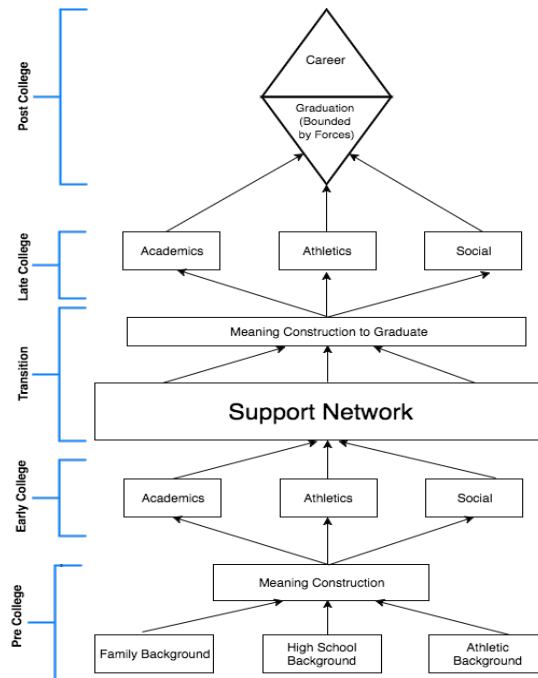 Post College
Career
Graduation
(Bounded
by Forces)
Late College
Academics
Athletics
Social
Transition
Meaning Construction to Graduate
Support Network
Early College
Academics
Athletics
Social
Pre College
Meaning Construction
Family Background
High School
Background
Athletic
Background